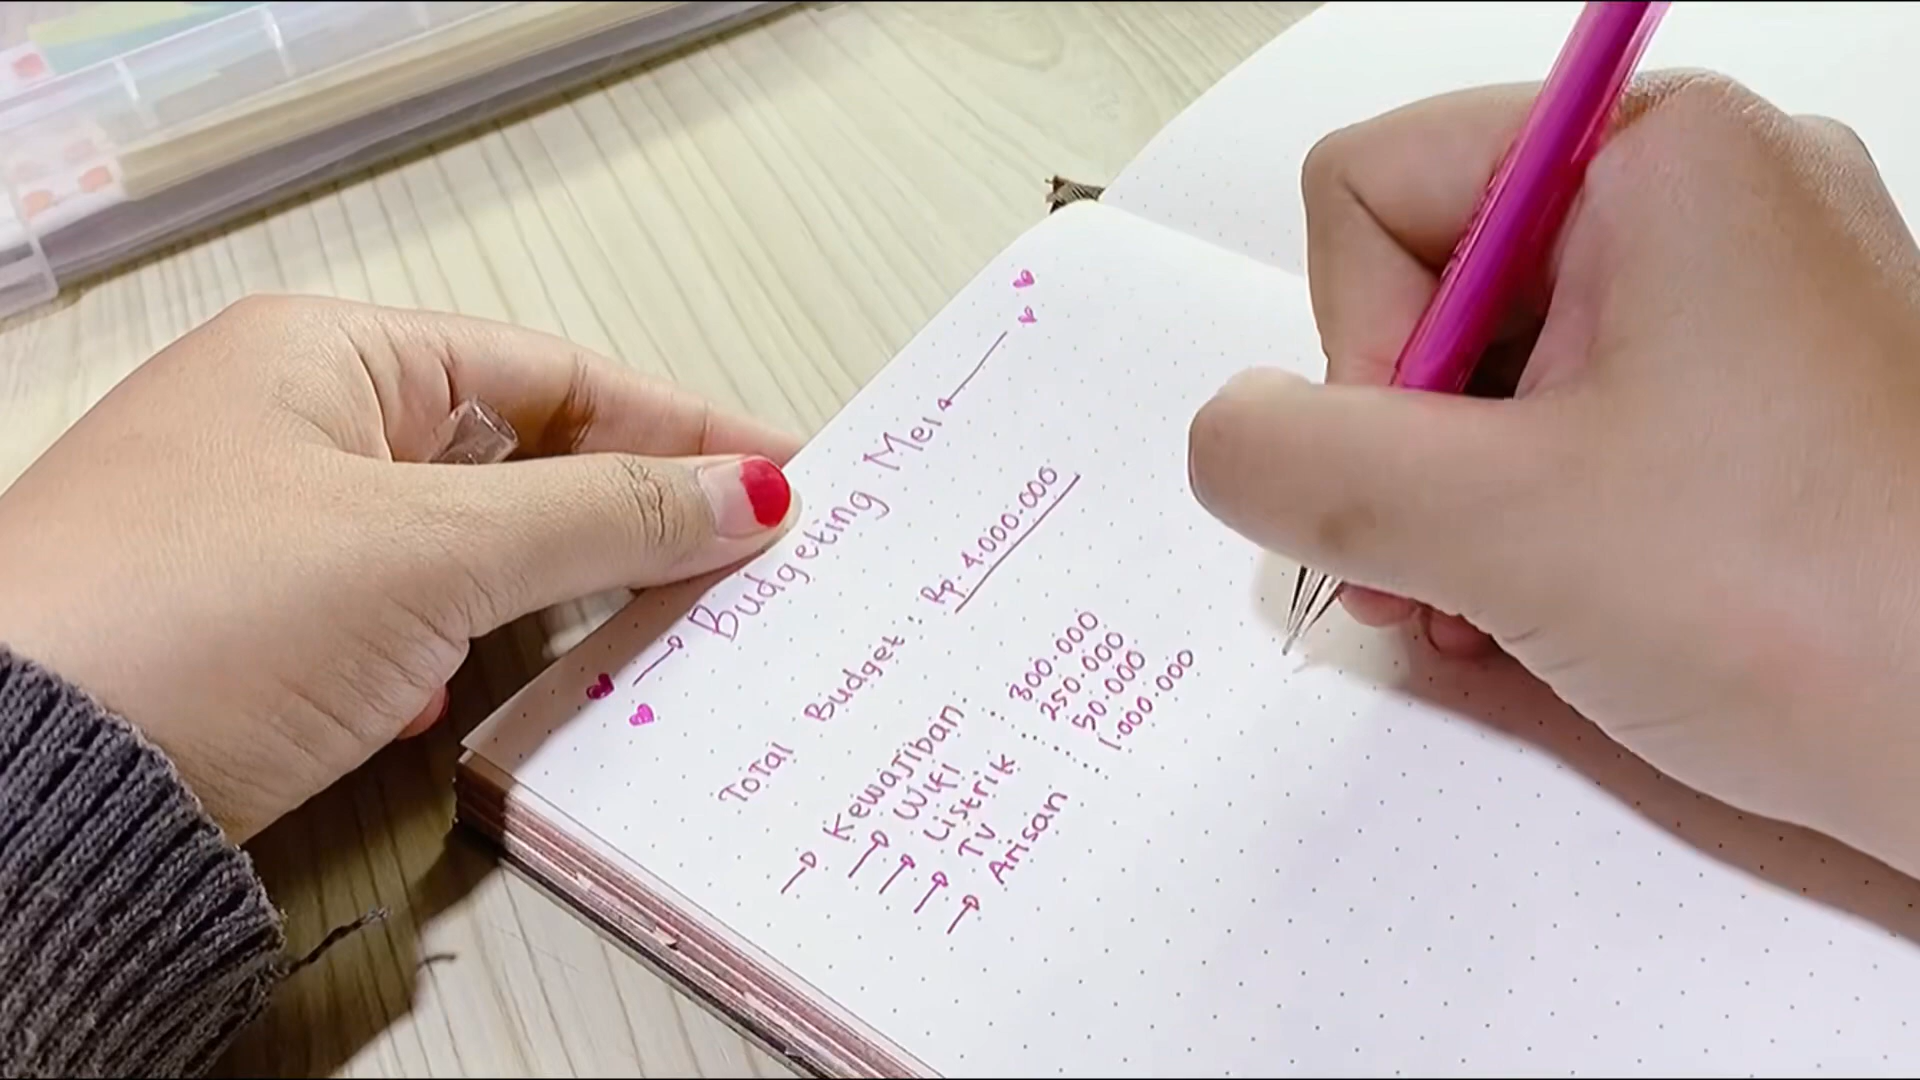 Budgeting Mei
Total Budget : Rp. 4.000.000
Kewajiban
Wifi : 300.000
Listrik : 250.000
TV : 50.000
Arisan : 1.000.000